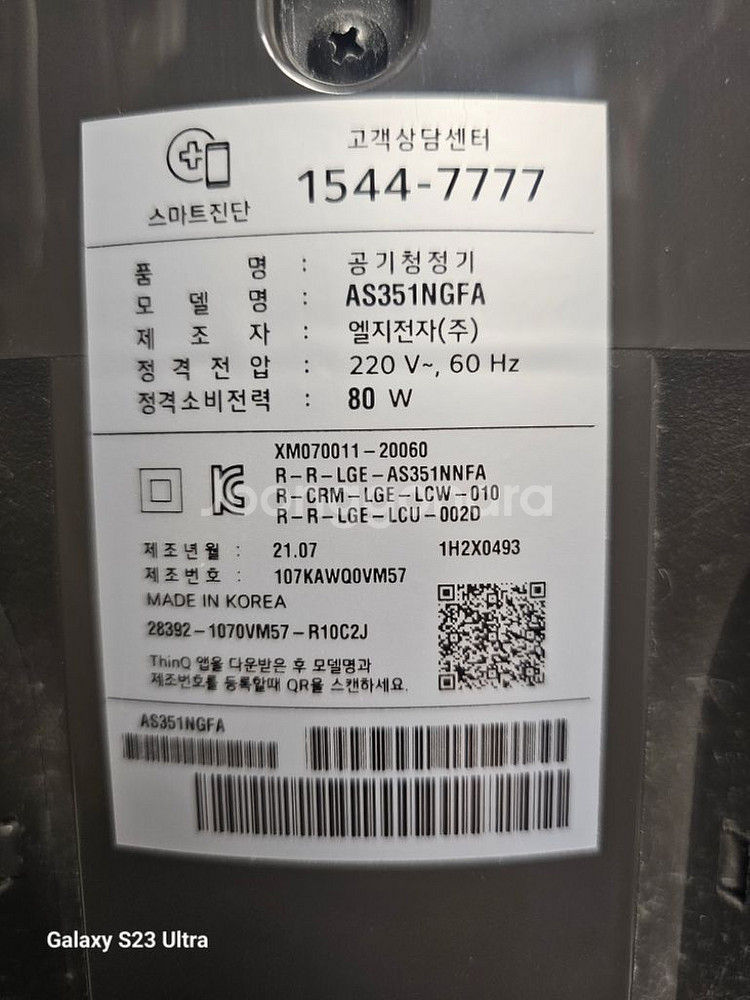 고객상담센터
1544-7777
스마트진단
품 명 : 공기청정기
모 델 명 : AS351NGFA
제 조 자 : 엘지전자(주)
정 격 전 압 : 220 V~, 60 Hz
정격소비전력 : 80 W
XM070011-20060
R-R-LGE-AS351NNFA
R-CRM-LGE-LCW-010
R-R-LGE-LCU-002D
joonggonara
제조년월 : 21.07 1H2X0493
제조번호 : 107KAWQ0VM57
MADE IN KOREA
28392-1070VM57-R10C2J
ThinQ 앱을 다운받은 후 모델명과
제조번호를 등록할때 QR을 스캔하세요.
AS351NGFA
Galaxy S23 Ultra